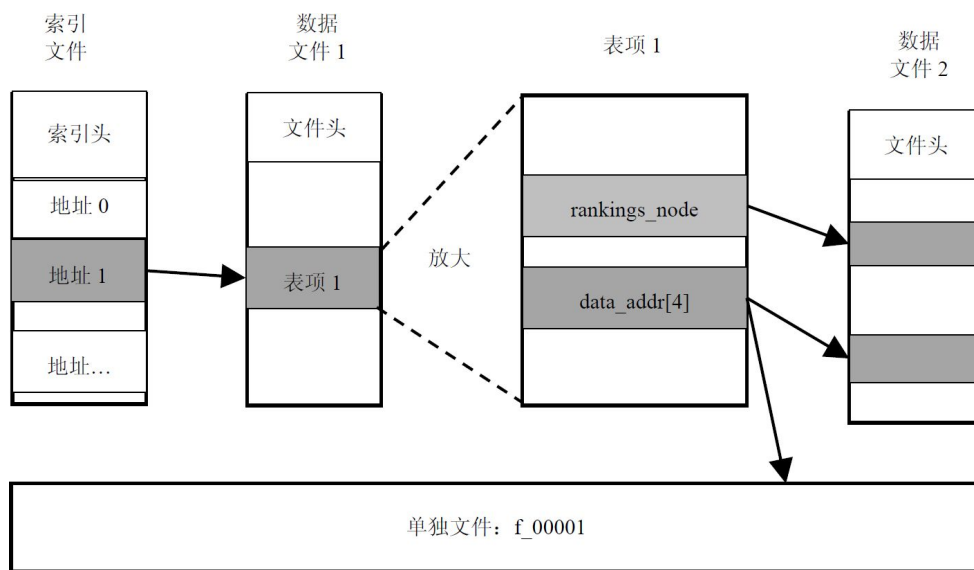 索引
文件
数据
文件 1
表项 1
数据
文件 2
索引头
文件头
文件头
地址 0
rankings_node
地址 1
表项 1
放大
data_addr[4]
地址…
单独文件：f_00001